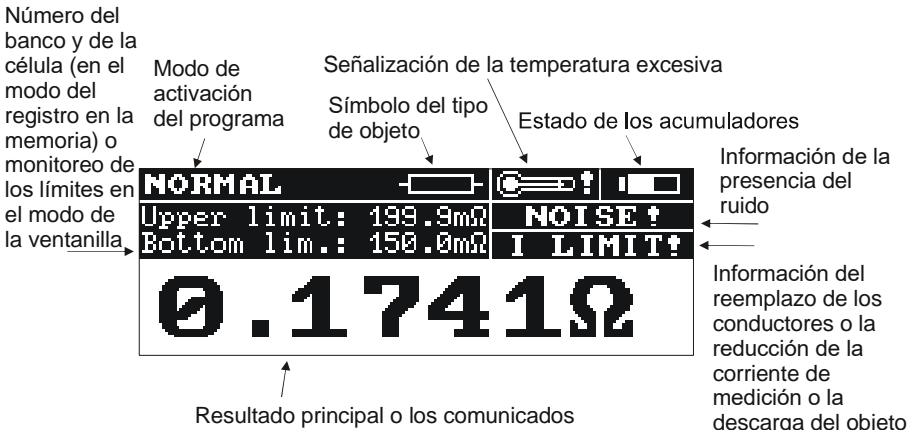 Número del
banco y de la
célula (en el
modo del
registro en la
memoria) o
monitoreo de
los límites en
el modo de
la ventanilla
Modo de
activación
del programa
Señalización de la temperatura excesiva
Símbolo del tipo
de objeto
Estado de los acumuladores
Información de la
presencia del
ruido
NORMAL
Upper limit: 199.9mΩ
NOISE!
Bottom lim.: 150.0mΩ
I LIMIT!
0.1741Ω
Información del
reemplazo de los
conductores o la
reducción de la
corriente de
medición o la
descarga del objeto
Resultado principal o los comunicados